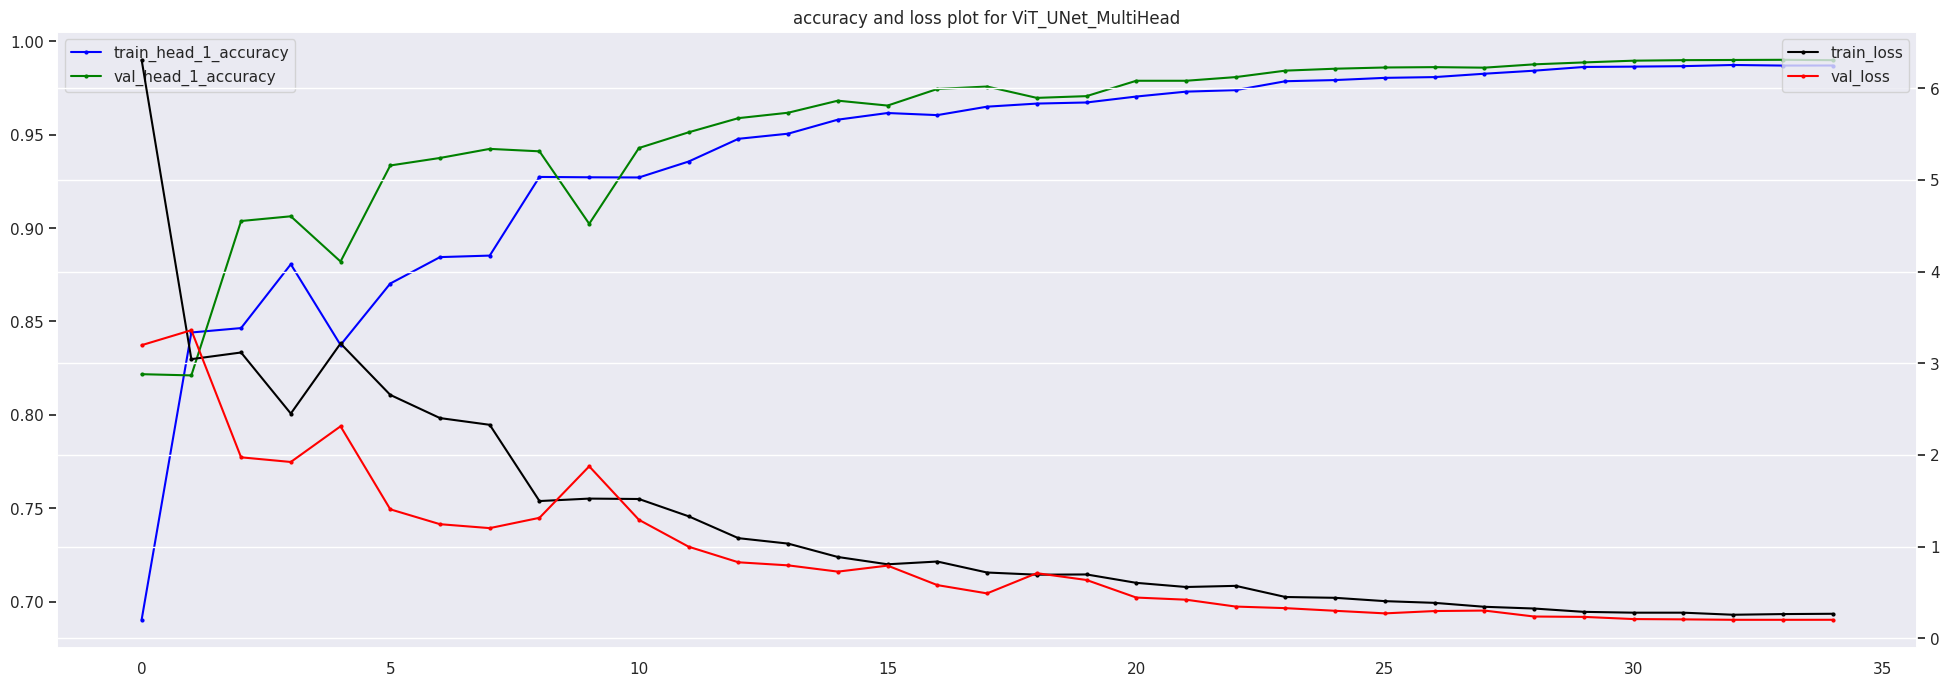 accuracy and loss plot for ViT_UNet_MultiHead
train_head_1_accuracy
val_head_1_accuracy
train_loss
val_loss
1.00
0.95
0.90
0.85
0.80
0.75
0.70
6
5
4
3
2
1
0
0 5 10 15 20 25 30 35